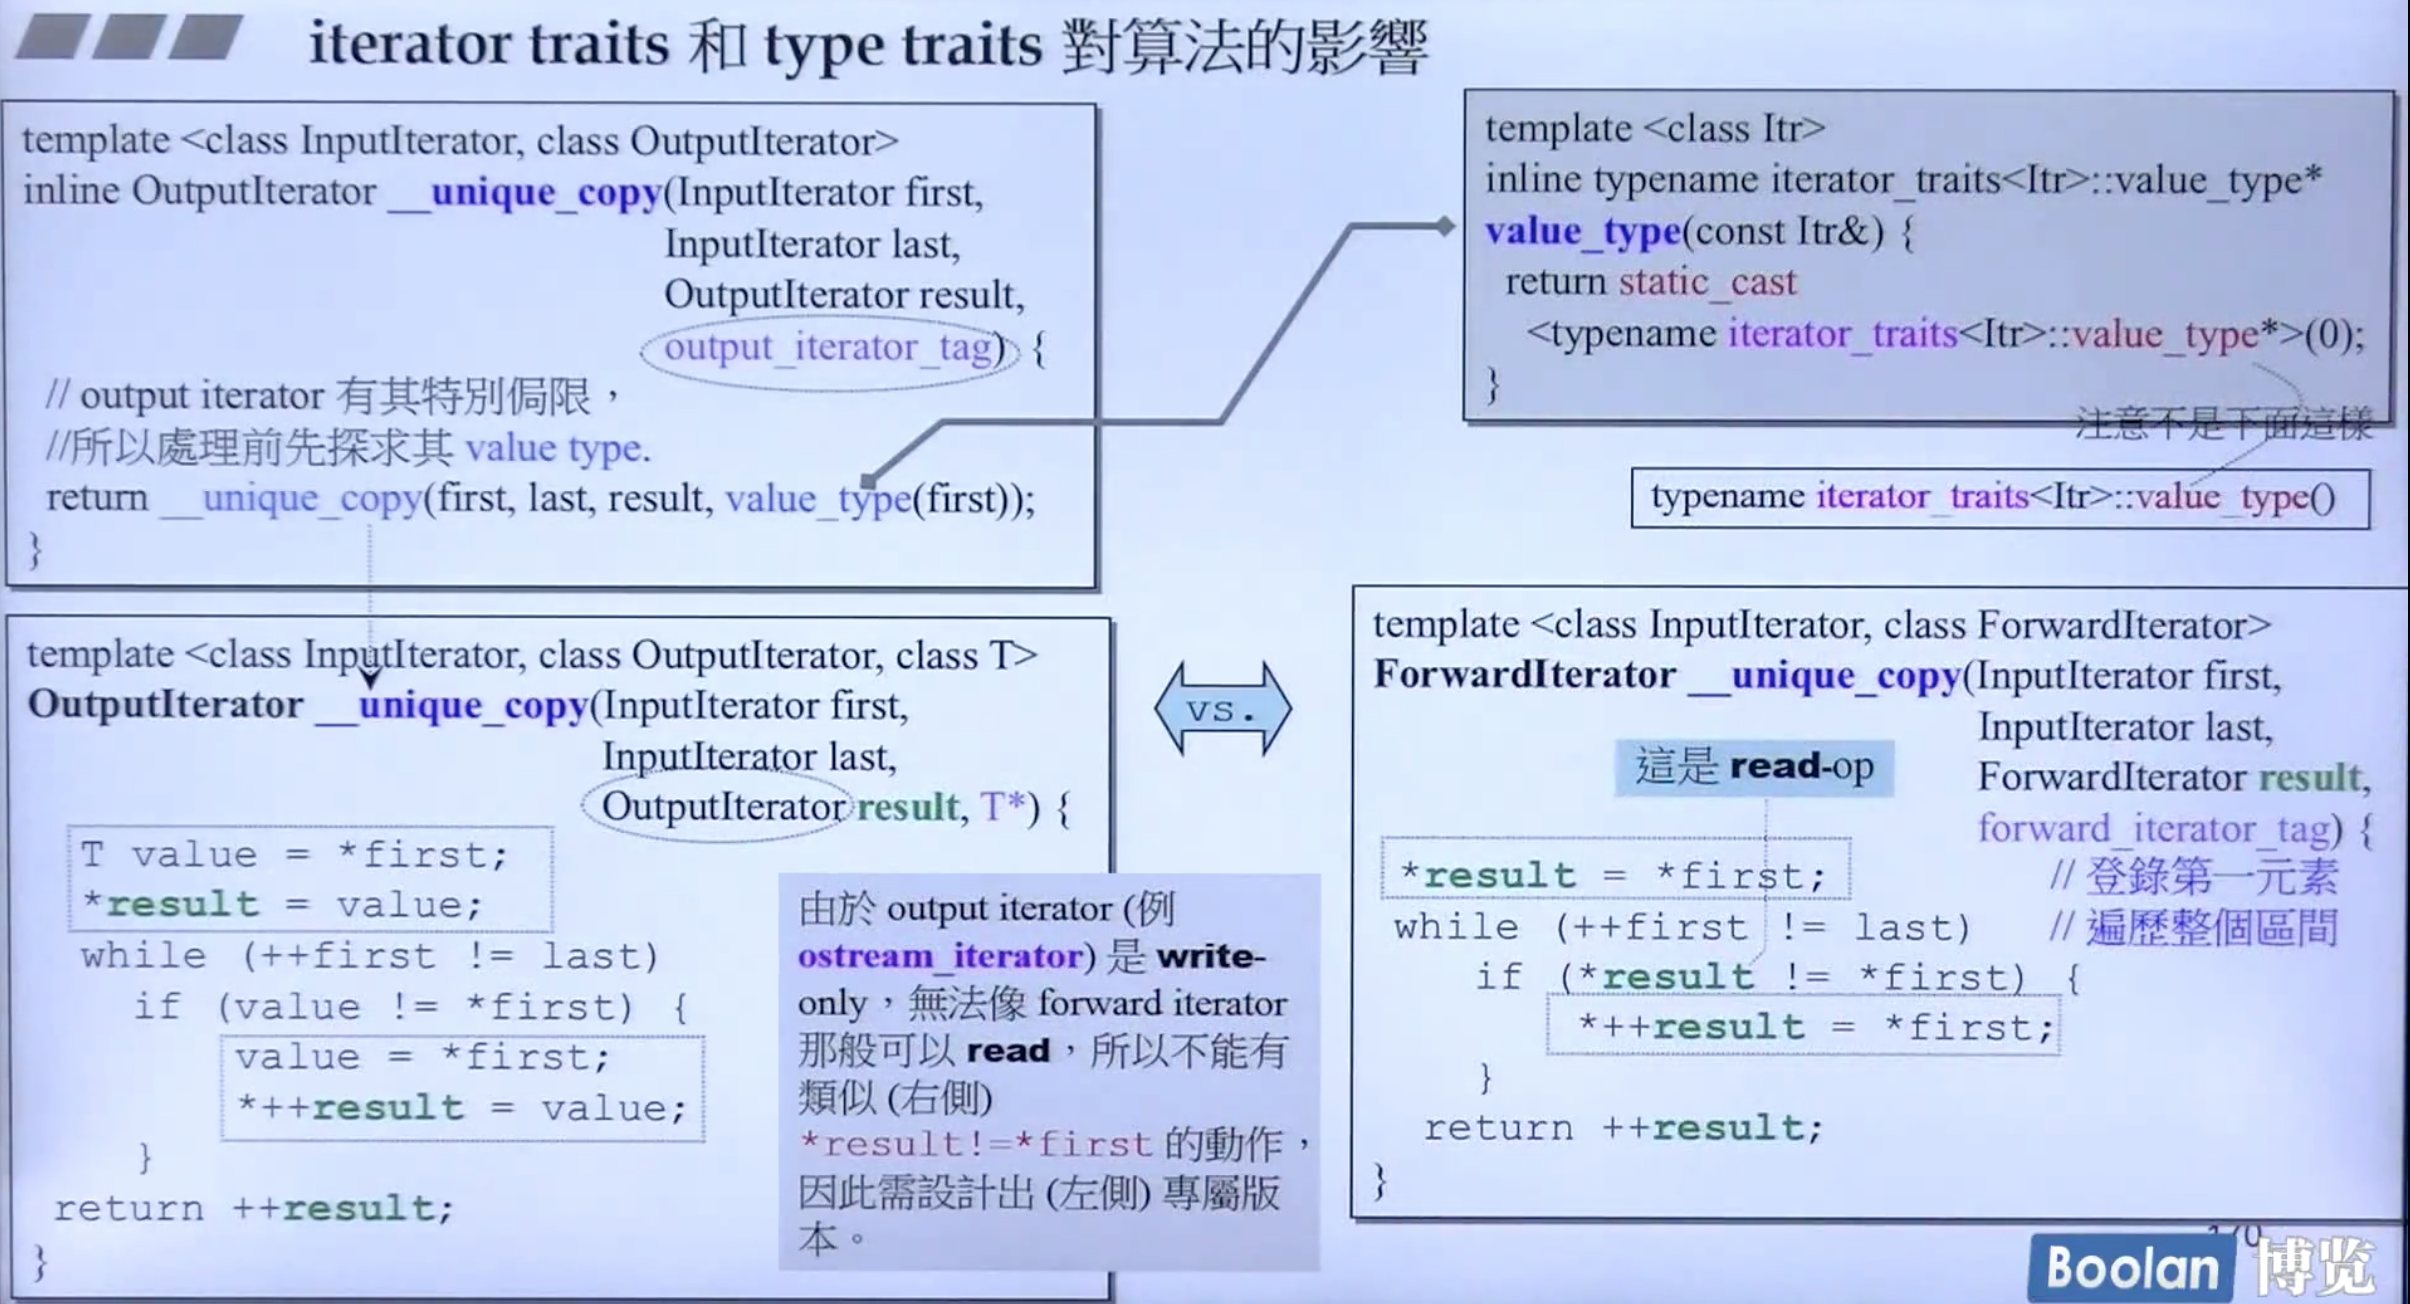 iterator traits 和 type traits 對算法的影響
template <class InputIterator, class OutputIterator>
inline OutputIterator __unique_copy(InputIterator first,
InputIterator last,
OutputIterator result,
output_iterator_tag) {
// output iterator 有其特別侷限，
//所以處理前先探求其 value type.
return __unique_copy(first, last, result, value_type(first));
}
template <class Itr>
inline typename iterator_traits<Itr>::value_type*
value_type(const Itr&) {
return static_cast
<typename iterator_traits<Itr>::value_type*>(0);
}
注意不是下面這樣
typename iterator_traits<Itr>::value_type()
template <class InputIterator, class OutputIterator, class T>
OutputIterator __unique_copy(InputIterator first,
InputIterator last,
OutputIterator result, T*) {
T value = *first;
*result = value;
while (++first != last)
if (value != *first) {
value = *first;
*++result = value;
}
return ++result;
}
vs.
由於 output iterator (例
ostream_iterator) 是 write-
only，無法像 forward iterator
那般可以 read，所以不能有
類似 (右側)
*result!=*first 的動作，
因此需設計出 (左側) 專屬版
本。
template <class InputIterator, class ForwardIterator>
ForwardIterator __unique_copy(InputIterator first,
InputIterator last,
ForwardIterator result,
forward_iterator_tag) {
這是 read-op
*result = *first; // 登錄第一元素
while (++first != last) // 遍歷整個區間
if (*result != *first) {
*++result = *first;
}
return ++result;
}
Boolan 博览